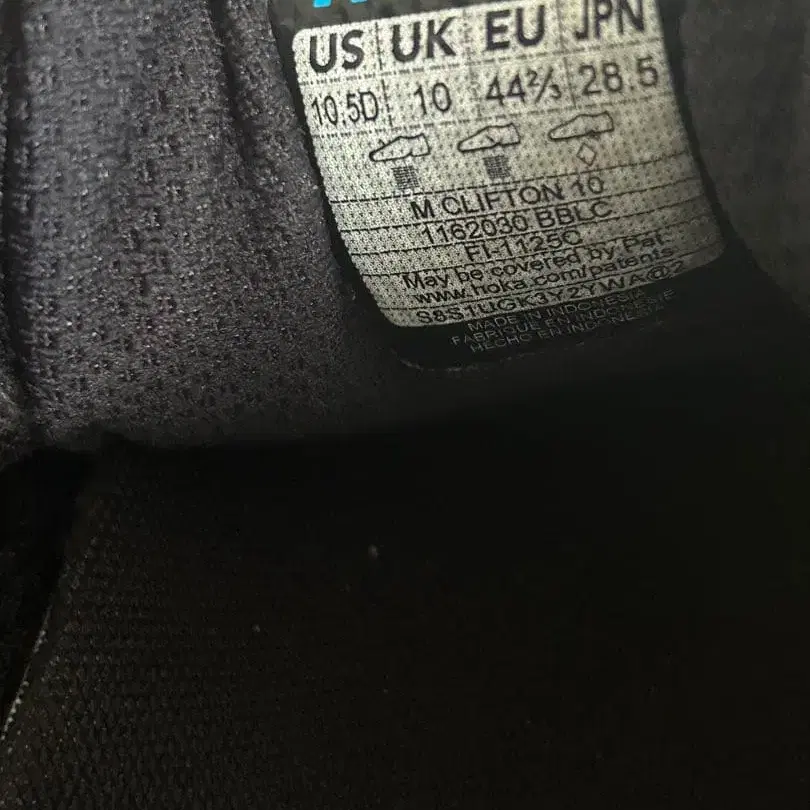 US UK EU JPN
10.5D 10 44⅔ 28.5
M CLIFTON 10
1162030 BBLC
FI-1125C
May be covered by Pat.
www.hoka.com/patents
S8S1UGK3Y2YWA@2
MADE IN INDONESIA
FABRIQUÉ EN INDONESIE
HECHO EN INDONESIA